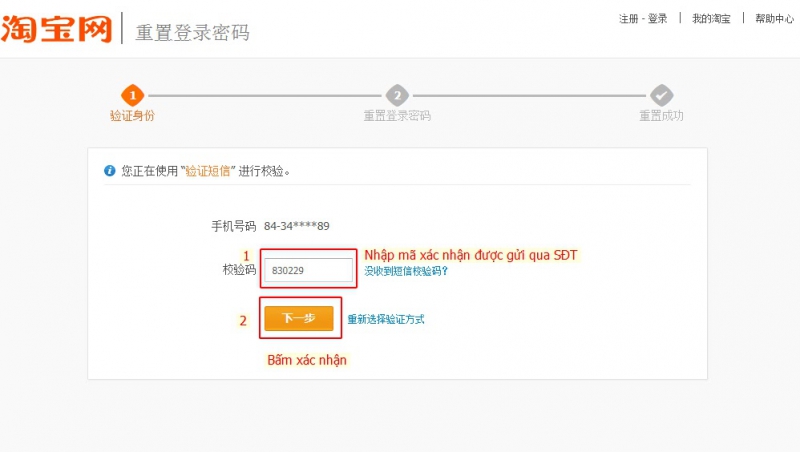 淘宝网 | 重置登录密码
注册 - 登录 | 我的淘宝 | 帮助中心
1 2
验证身份 重置登录密码 重置成功
您正在使用 “验证短信” 进行校验。
手机号码 84-34****89
1 Nhập mã xác nhận được gửi qua SĐT
校验码 830229 没收到短信校验码?
2 下一步 重新选择验证方式
Bấm xác nhận